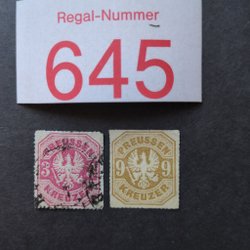 Regal-Nummer
645
PREUSSEN
3
KREUZER
PREUSSEN
9 9
KREUZER